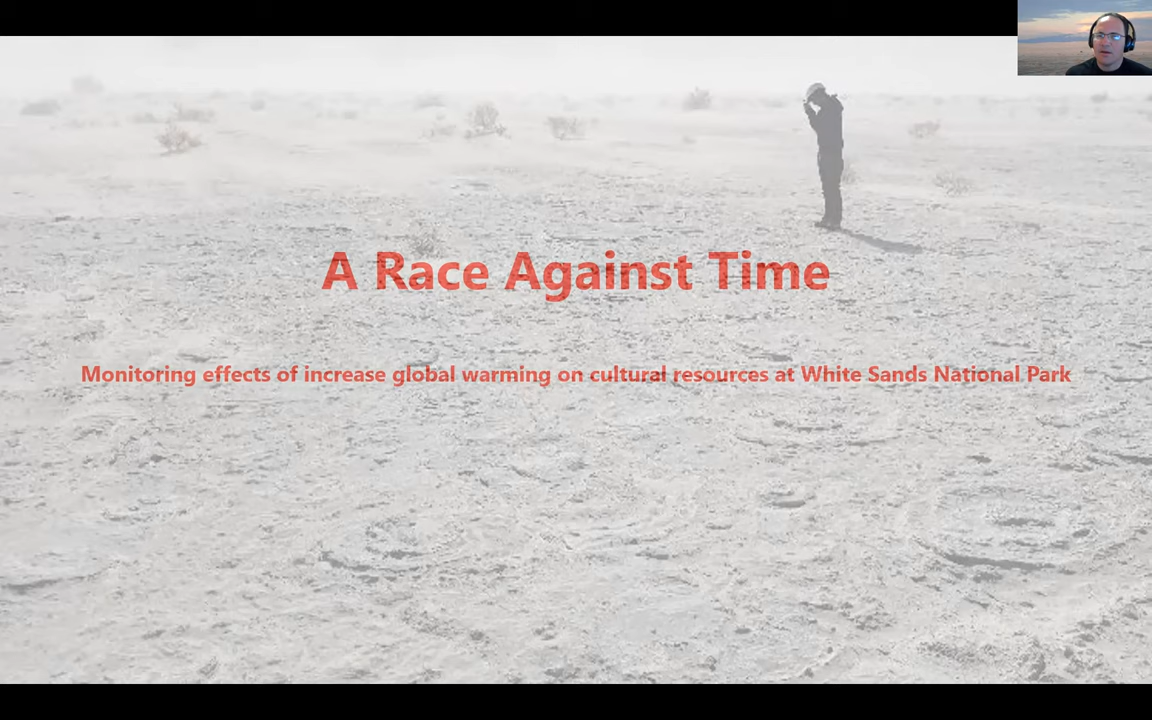 A Race Against Time
Monitoring effects of increase global warming on cultural resources at White Sands National Park